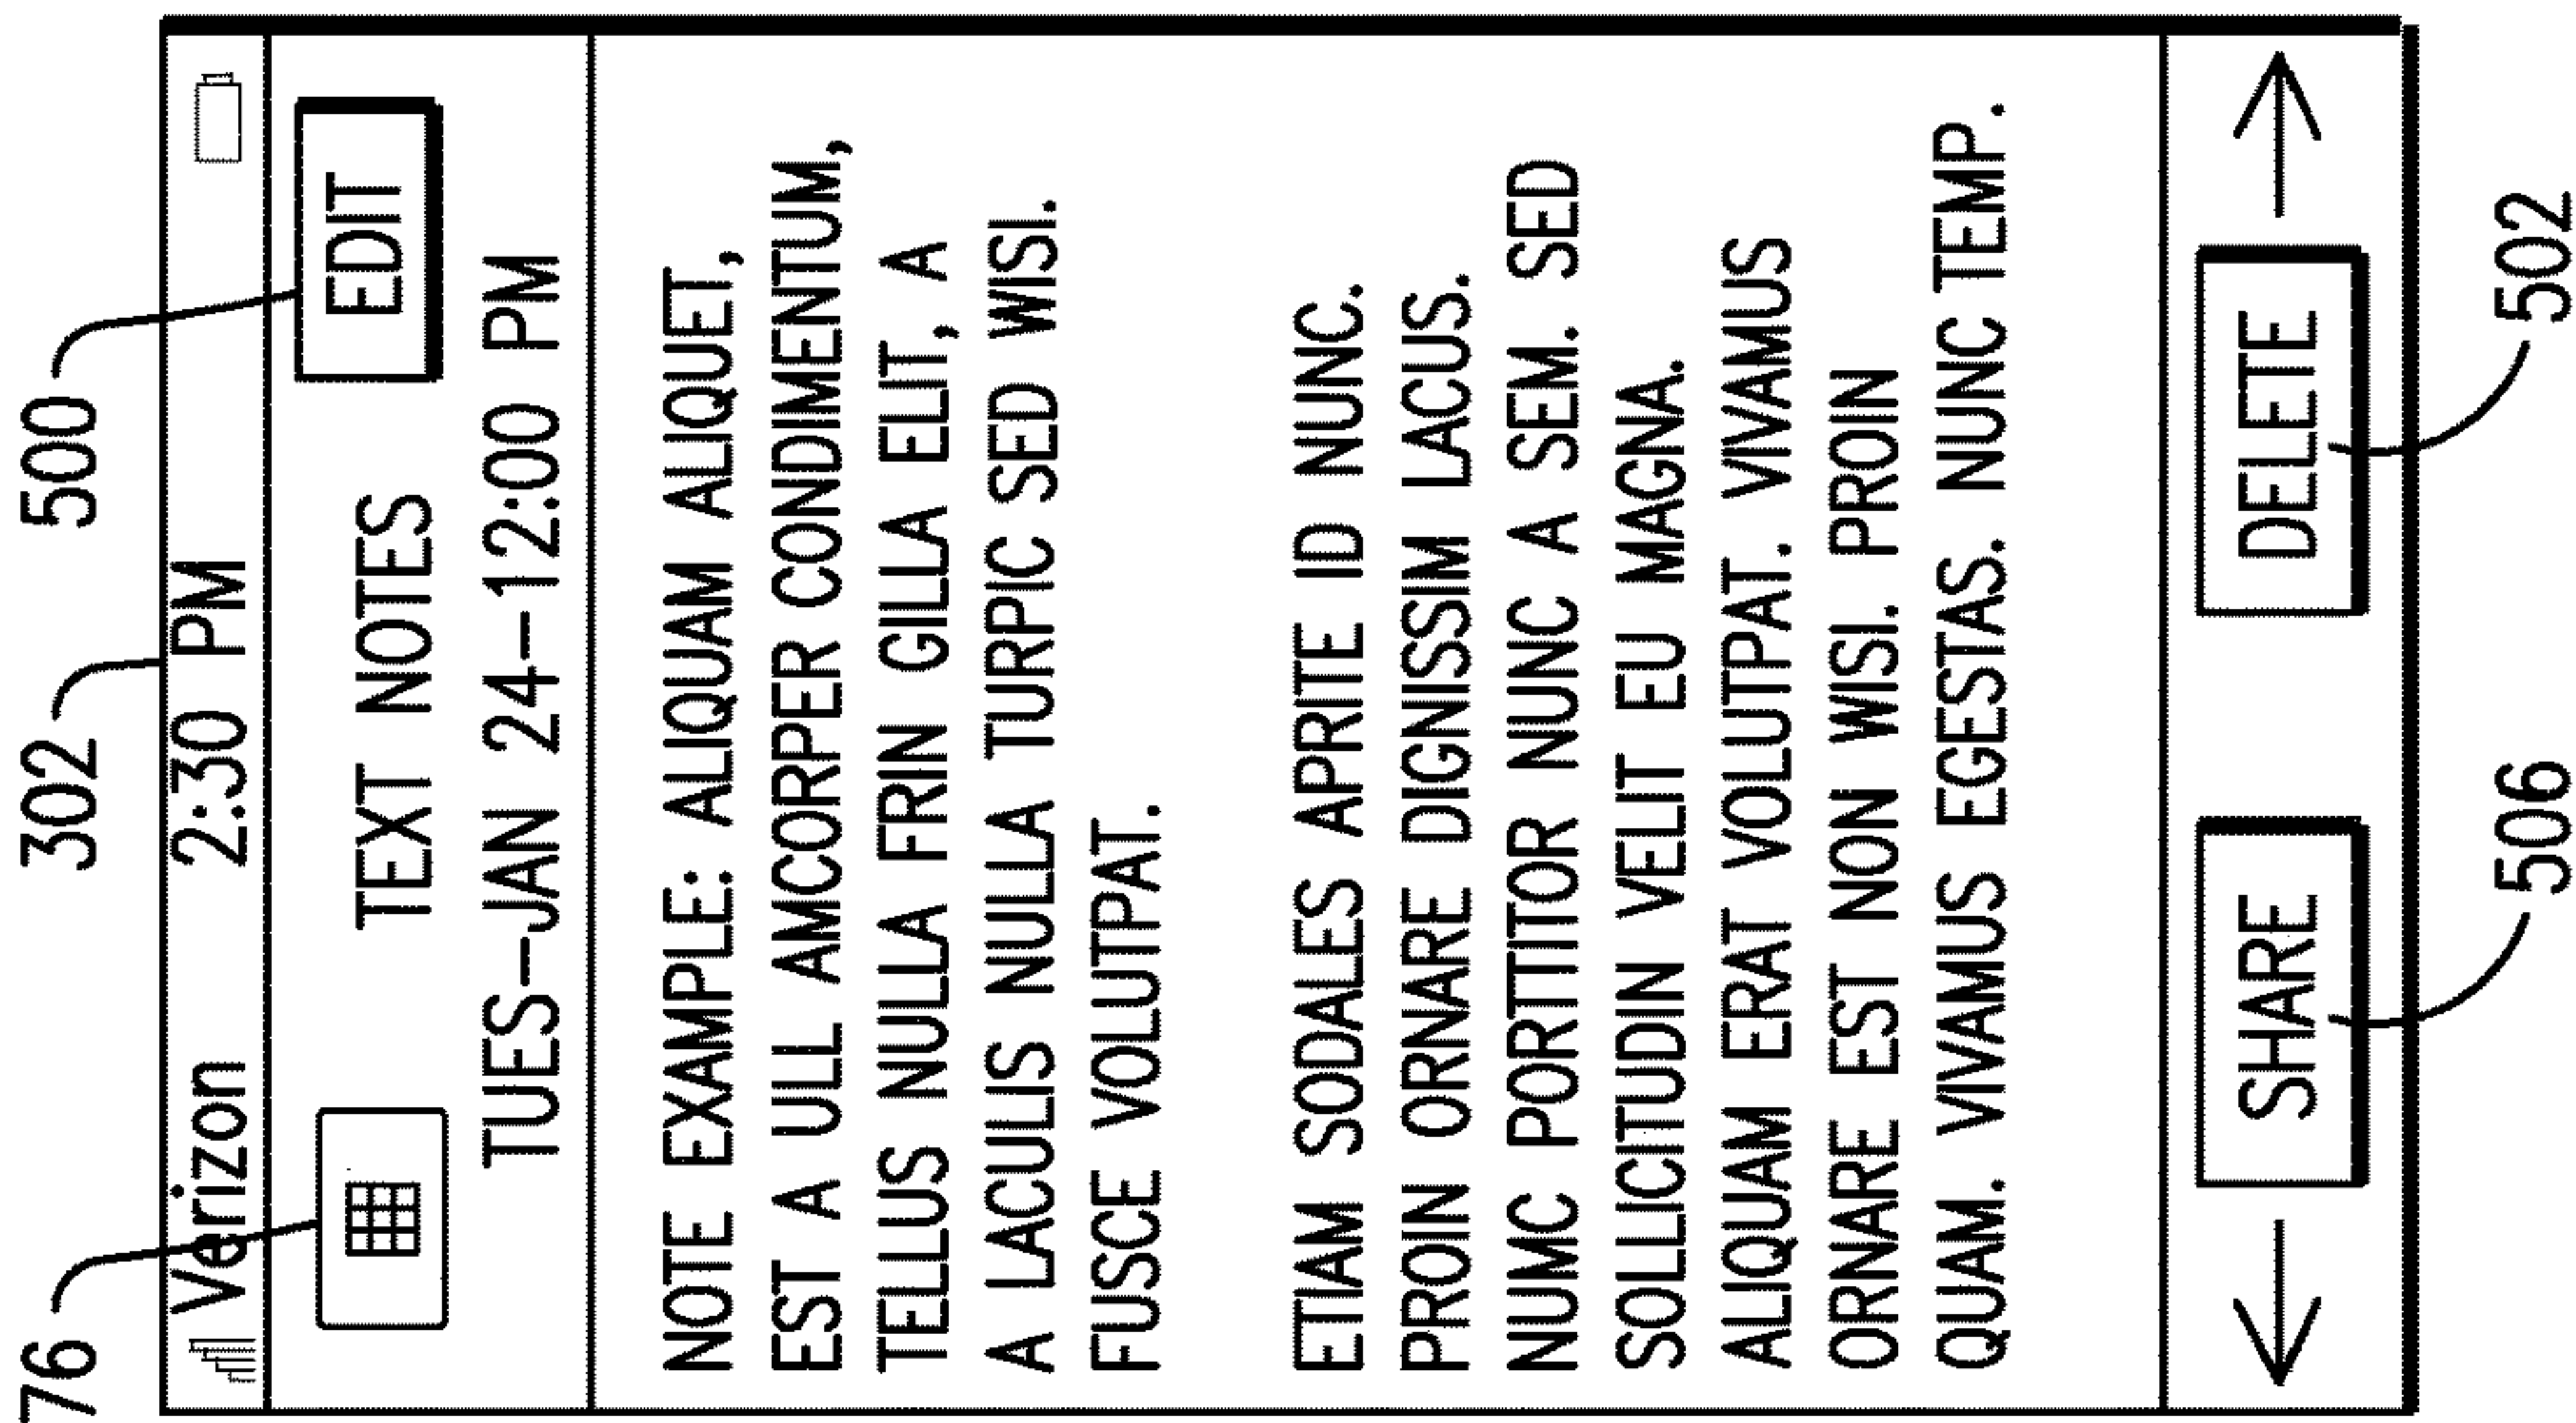 76
302
500
Verizon 2:30 PM
TEXT NOTES
EDIT
TUES-JAN 24-12:00 PM
NOTE EXAMPLE: ALIQUAM ALIQUET,
EST A ULL AMCORPER CONDIMENTUM,
TELLUS NULLA FRIN GILLA ELIT, A
A LACULIS NULLA TURPIC SED WISI.
FUSCE VOLUTPAT.
ETIAM SODALES APRITE ID NUNC.
PROIN ORNARE DIGNISSIM LACUS.
NUMC PORTTITOR NUNC A SEM. SED
SOLLICITUDIN VELIT EU MAGNA.
ALIQUAM ERAT VOLUTPAT. VIVAMUS
ORNARE EST NON WISI. PROIN
QUAM. VIVAMUS EGESTAS. NUNC TEMP.
SHARE
DELETE
506
502